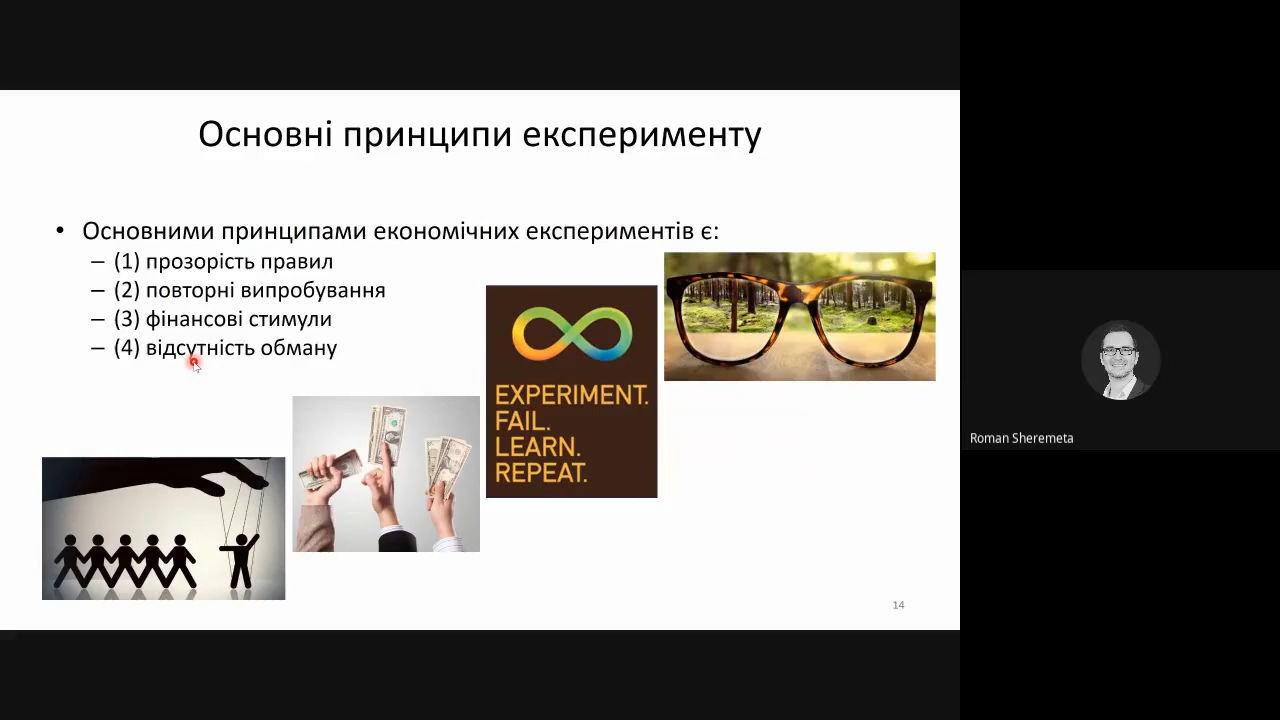 Основні принципи експерименту
• Основними принципами економічних експериментів є:
– (1) прозорість правил
– (2) повторні випробування
– (3) фінансові стимули
– (4) відсутність обману
EXPERIMENT.
FAIL.
LEARN.
REPEAT.
14
Roman Sheremeta